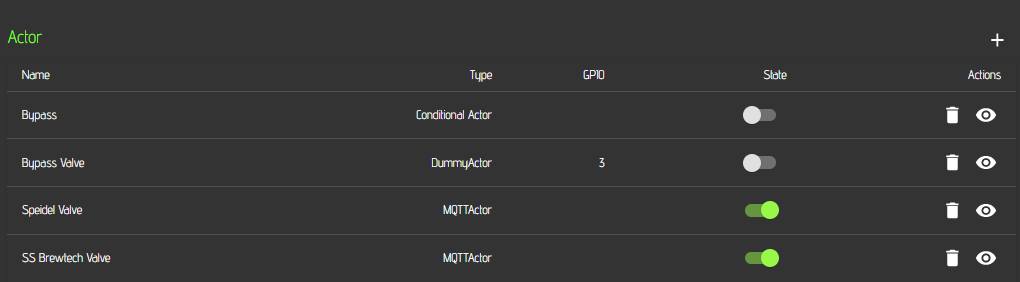 Actor
Name Type GPIO State Actions
Bypass Conditional Actor
Bypass Valve DummyActor 3
Speidel Valve MQTTActor
SS Brewtech Valve MQTTActor